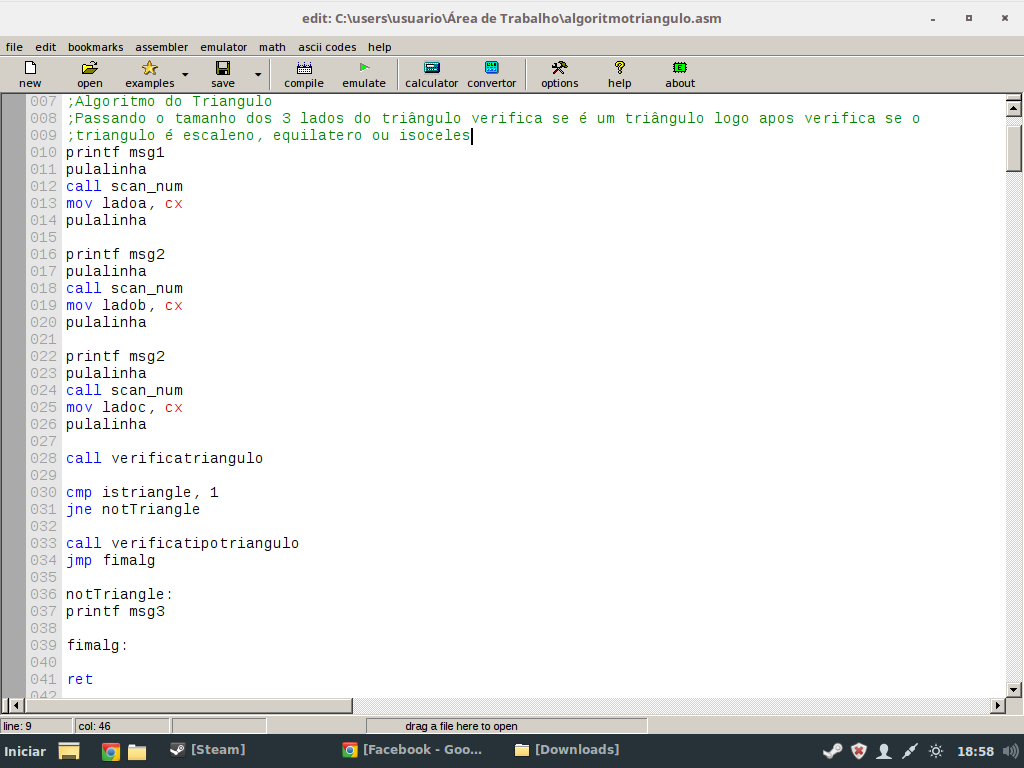 edit: C:\users\usuario\Área de Trabalho\algoritmotriangulo.asm
file edit bookmarks assembler emulator math ascii codes help
new open examples save compile emulate calculator convertor options help about
007 ;Algoritmo do Triangulo
008 ;Passando o tamanho dos 3 lados do triângulo verifica se é um triângulo logo apos verifica se o
009 ;triangulo é escaleno, equilatero ou isoceles
010 printf msg1
011 pulalinha
012 call scan_num
013 mov ladoa, cx
014 pulalinha
015
016 printf msg2
017 pulalinha
018 call scan_num
019 mov ladob, cx
020 pulalinha
021
022 printf msg2
023 pulalinha
024 call scan_num
025 mov ladoc, cx
026 pulalinha
027
028 call verificatriangulo
029
030 cmp istriangle, 1
031 jne notTriangle
032
033 call verificatipotriangulo
034 jmp fimalg
035
036 notTriangle:
037 printf msg3
038
039 fimalg:
040
041 ret
042
line: 9 col: 46 drag a file here to open
Iniciar [Steam] [Facebook - Goo... [Downloads] 18:58